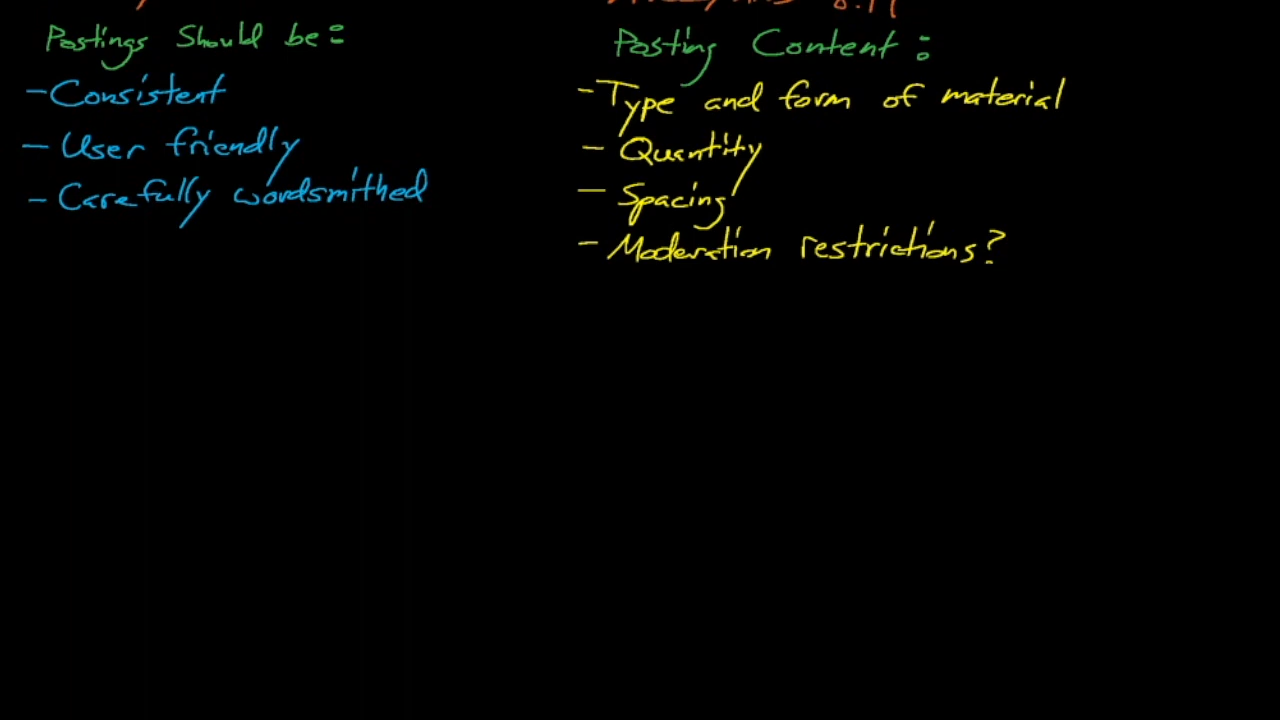 Postings Should be:
- Consistent
- User friendly
- Carefully wordsmithed
Posting Content:
- Type and form of material
- Quantity
- Spacing
- Moderation restrictions?